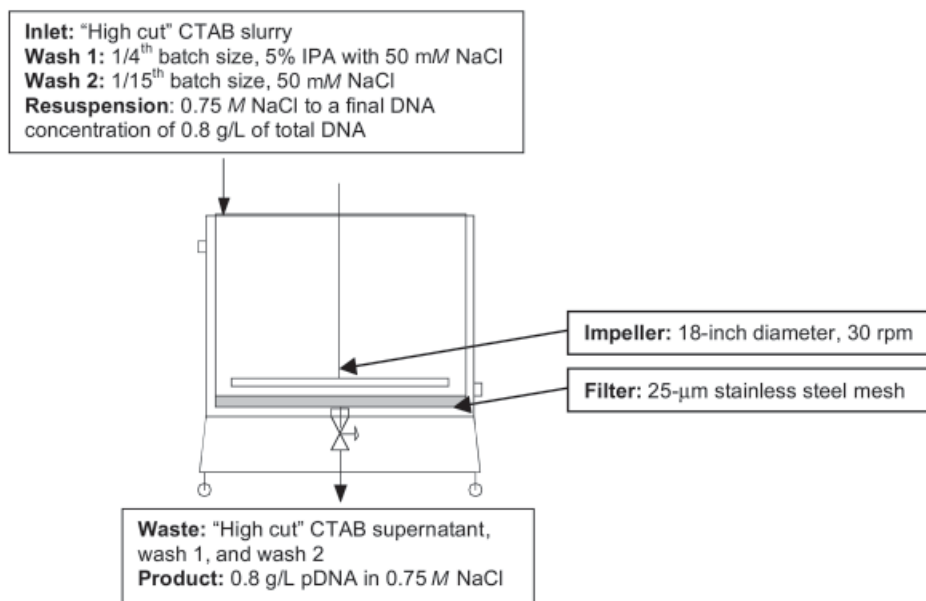 Inlet: “High cut” CTAB slurry
Wash 1: 1/4th batch size, 5% IPA with 50 mM NaCl
Wash 2: 1/15th batch size, 50 mM NaCl
Resuspension: 0.75 M NaCl to a final DNA
concentration of 0.8 g/L of total DNA
Impeller: 18-inch diameter, 30 rpm
Filter: 25-μm stainless steel mesh
Waste: “High cut” CTAB supernatant,
wash 1, and wash 2
Product: 0.8 g/L pDNA in 0.75 M NaCl